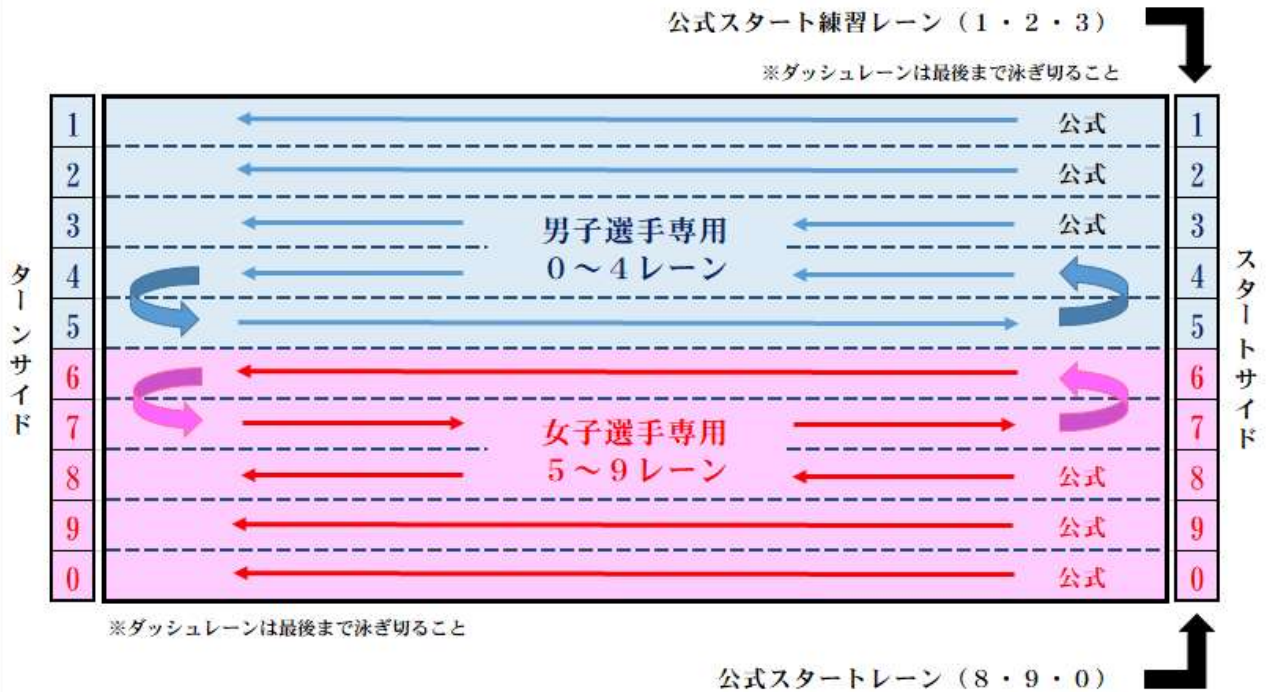 公式スタート練習レーン（１・２・３）
※ダッシュレーンは最後まで泳ぎ切ること
1 公式 1
2 公式 2
3 公式 3
男子選手専用
０～４レーン
4 4
5 5
ターンサイド
スタートサイド
6 6
7 7
女子選手専用
５～９レーン
8 公式 8
9 公式 9
0 公式 0
※ダッシュレーンは最後まで泳ぎ切ること
公式スタートレーン（８・９・０）